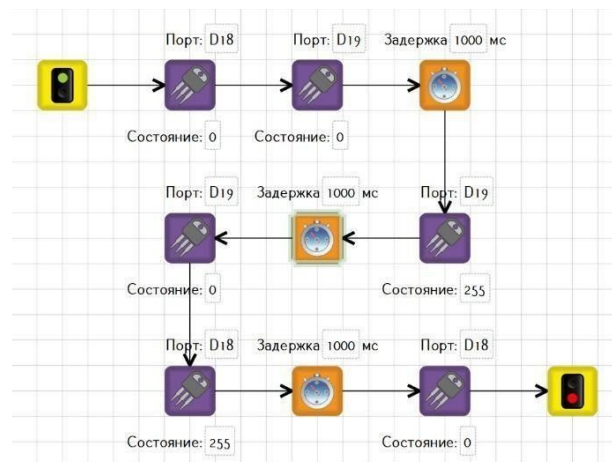 Порт: D18 Порт: D19 Задержка 1000 мс
Состояние: 0 Состояние: 0
Порт: D19 Задержка 1000 мс Порт: D19
Состояние: 0 Состояние: 255
Порт: D18 Задержка 1000 мс Порт: D18
Состояние: 255 Состояние: 0